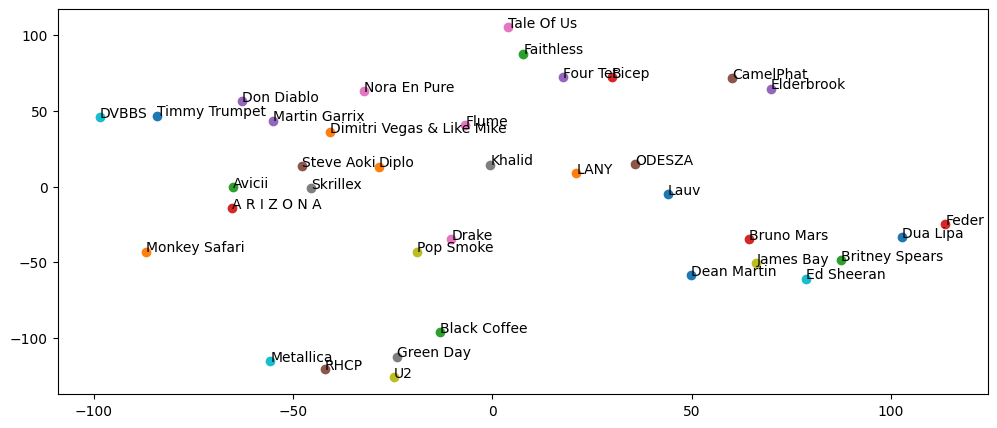 Tale Of Us
100
Faithless
Four Tet
Bicep
CamelPhat
Elderbrook
Nora En Pure
Don Diablo
50
DVBBS
Timmy Trumpet
Martin Garrix
Flume
Dimitri Vegas & Like Mike
Steve Aoki
Diplo
Khalid
ODESZA
LANY
0
Avicii
Skrillex
Lauv
A R I Z O N A
Feder
Drake
Bruno Mars
Dua Lipa
Monkey Safari
Pop Smoke
−50
James Bay
Britney Spears
Dean Martin
Ed Sheeran
Black Coffee
−100
Metallica
Green Day
RHCP
U2
−100
−50
0
50
100